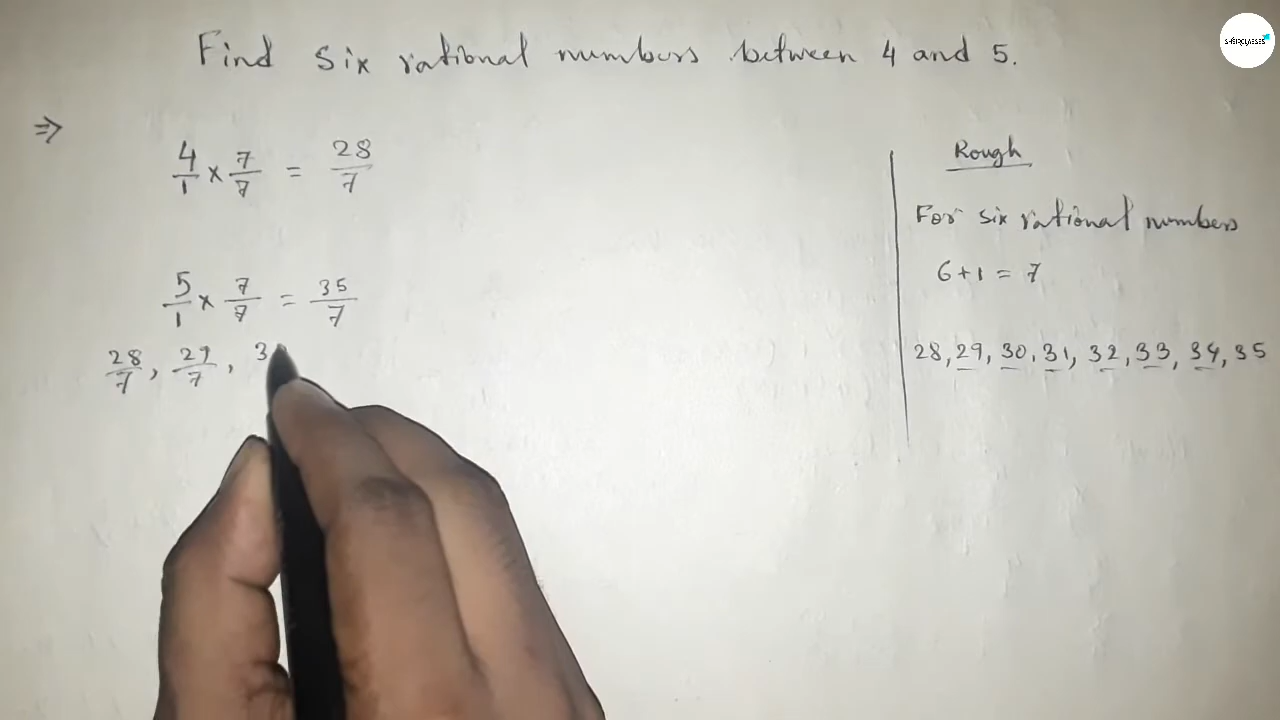 Find six rational numbers between 4 and 5.
S-HERCLASSES
⇒
4/1 × 7/7 = 28/7
5/1 × 7/7 = 35/7
28/7, 29/7, 3
Rough
For six rational numbers
6+1 = 7
28, 29, 30, 31, 32, 33, 34, 35